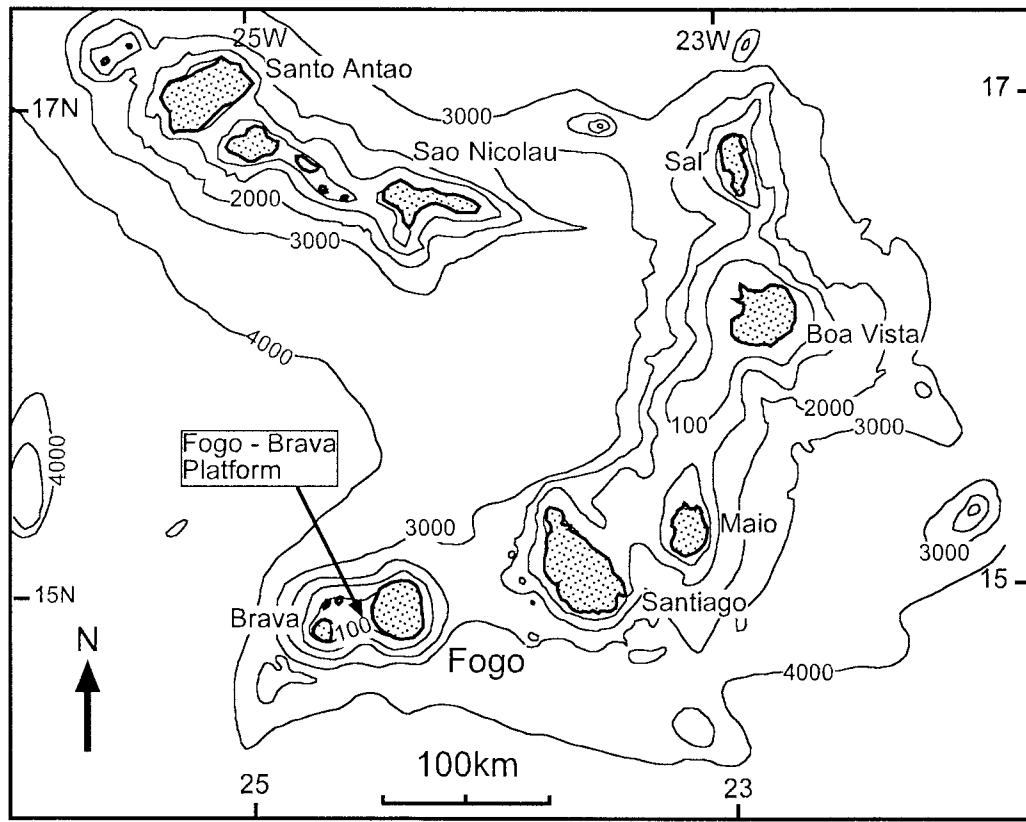 25W
23W
Santo Antao
17N
17
3000
Sao Nicolau
Sal
2000
3000
4000
Boa Vista
2000
100
3000
4000
Fogo - Brava
Platform
3000
Maio
3000
15
15N
Brava
100
Santiago
N
Fogo
4000
100km
25
23